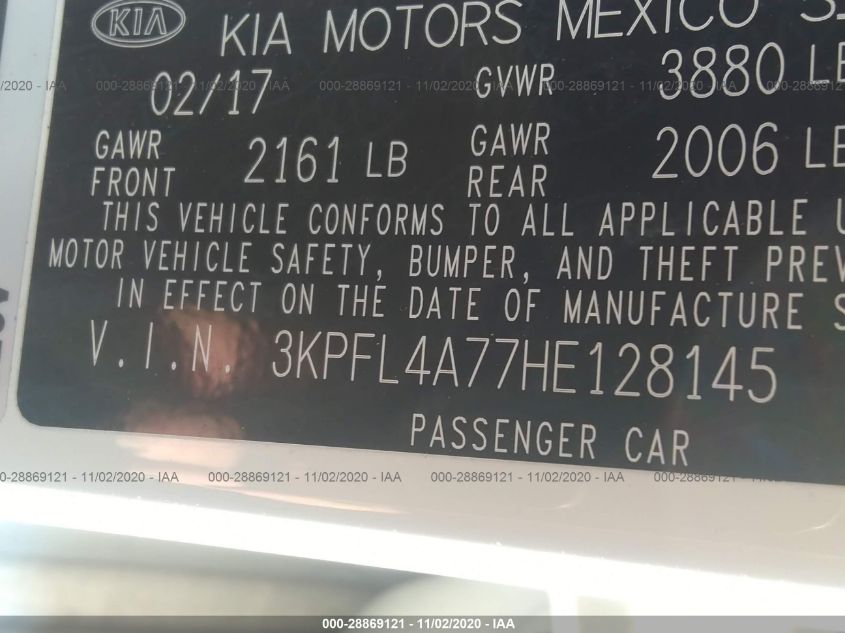 KIA KIA MOTORS MEXICO
02/17 GVWR 3880
GAWR FRONT 2161 LB GAWR REAR 2006
THIS VEHICLE CONFORMS TO ALL APPLICABLE
MOTOR VEHICLE SAFETY, BUMPER, AND THEFT PREV
IN EFFECT ON THE DATE OF MANUFACTURE
V.I.N. 3KPFL4A77HE128145
PASSENGER CAR
000-28869121 - 11/02/2020 - IAA